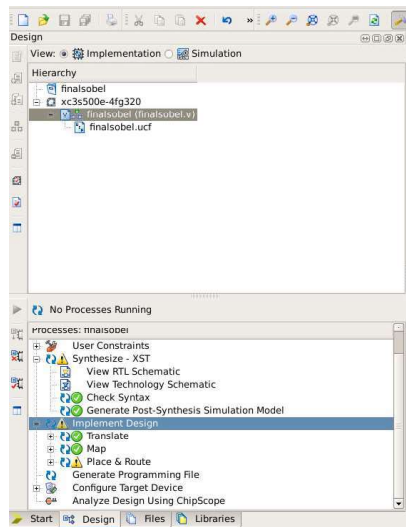 Design
View: Implementation Simulation
Hierarchy
finalsobel
xc3s500e-4fg320
finalsobel (finalsobel.v)
finalsobel.ucf
No Processes Running
Processes: finalsobel
User Constraints
Synthesize - XST
View RTL Schematic
View Technology Schematic
Check Syntax
Generate Post-Synthesis Simulation Model
Implement Design
Translate
Map
Place & Route
Generate Programming File
Configure Target Device
Analyze Design Using ChipScope
Start Design Files Libraries